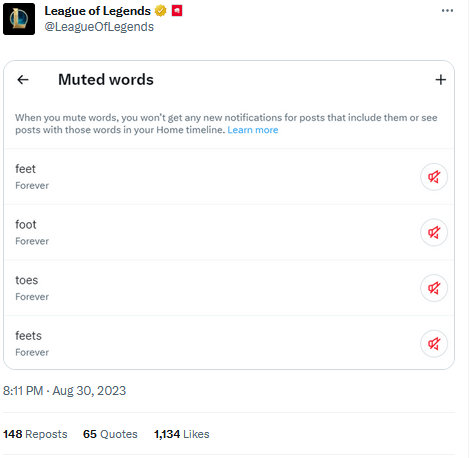 League of Legends
@LeagueOfLegends
Muted words
When you mute words, you won't get any new notifications for posts that include them or see
posts with those words in your Home timeline. Learn more
feet
Forever
foot
Forever
toes
Forever
feets
Forever
8:11 PM · Aug 30, 2023
148 Reposts 65 Quotes 1,134 Likes